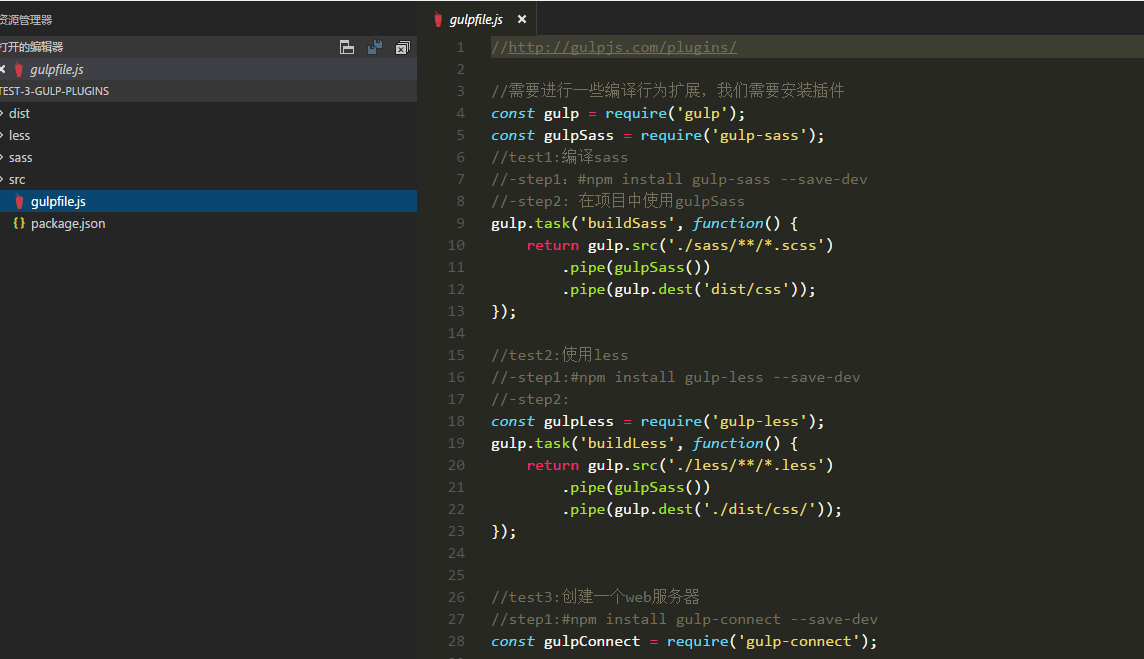 资源管理器
打开的编辑器
gulpfile.js
TEST-3-GULP-PLUGINS
dist
less
sass
src
gulpfile.js
{} package.json
gulpfile.js ×
1 //http://gulpjs.com/plugins/
2
3 //需要进行一些编译行为扩展，我们需要安装插件
4 const gulp = require('gulp');
5 const gulpSass = require('gulp-sass');
6 //test1:编译sass
7 //-step1：#npm install gulp-sass --save-dev
8 //-step2: 在项目中使用gulpSass
9 gulp.task('buildSass', function() {
10 return gulp.src('./sass/**/*.scss')
11 .pipe(gulpSass())
12 .pipe(gulp.dest('dist/css'));
13 });
14
15 //test2:使用less
16 //-step1:#npm install gulp-less --save-dev
17 //-step2:
18 const gulpLess = require('gulp-less');
19 gulp.task('buildLess', function() {
20 return gulp.src('./less/**/*.less')
21 .pipe(gulpSass())
22 .pipe(gulp.dest('./dist/css/'));
23 });
24
25
26 //test3:创建一个web服务器
27 //step1:#npm install gulp-connect --save-dev
28 const gulpConnect = require('gulp-connect');